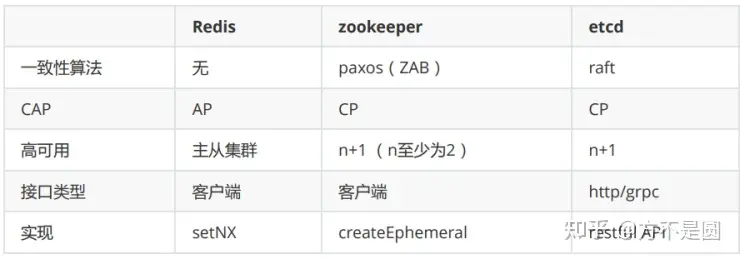 Redis zookeeper etcd
一致性算法 无 paxos（ZAB） raft
CAP AP CP CP
高可用 主从集群 n+1 （n至少为2） n+1
接口类型 客户端 客户端 http/grpc
实现 setNX createEphemeral restful API
知乎 @方不是圆